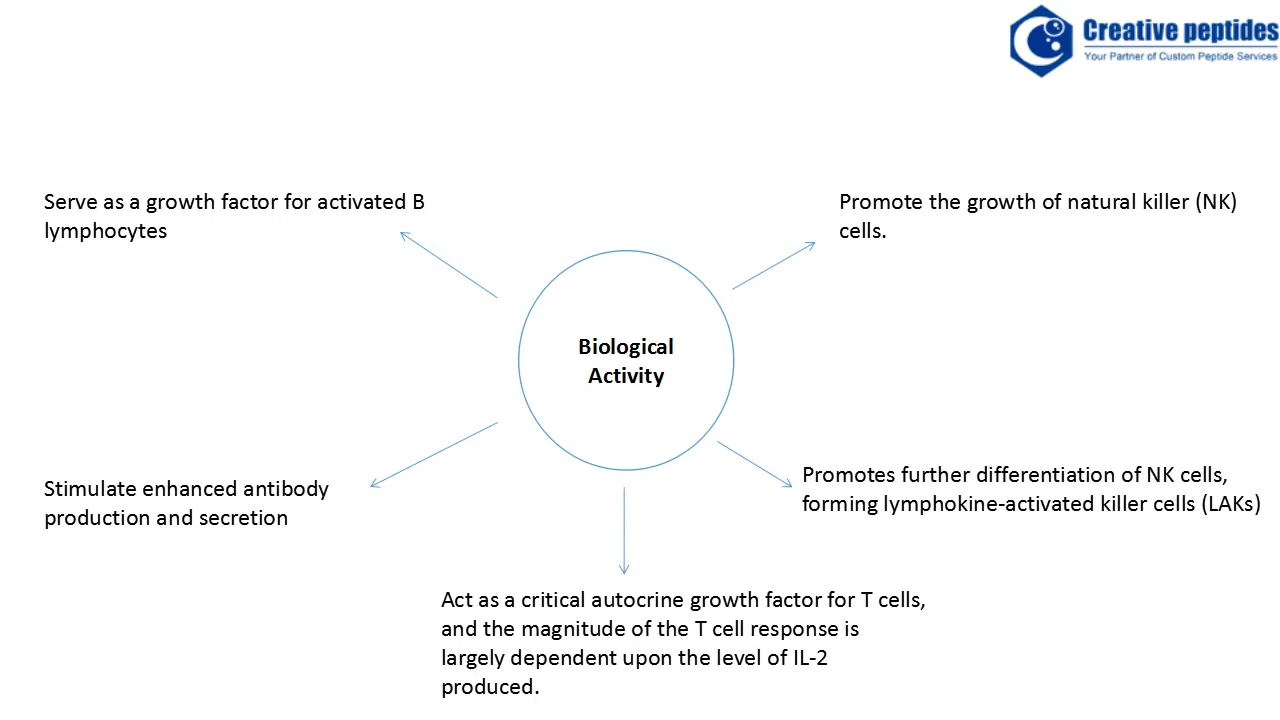 Creative peptides
Your Partner of Custom Peptide Services
Serve as a growth factor for activated B
lymphocytes
Promote the growth of natural killer (NK)
cells.
Biological
Activity
Stimulate enhanced antibody
production and secretion
Promotes further differentiation of NK cells,
forming lymphokine-activated killer cells (LAKs)
Act as a critical autocrine growth factor for T cells,
and the magnitude of the T cell response is
largely dependent upon the level of IL-2
produced.